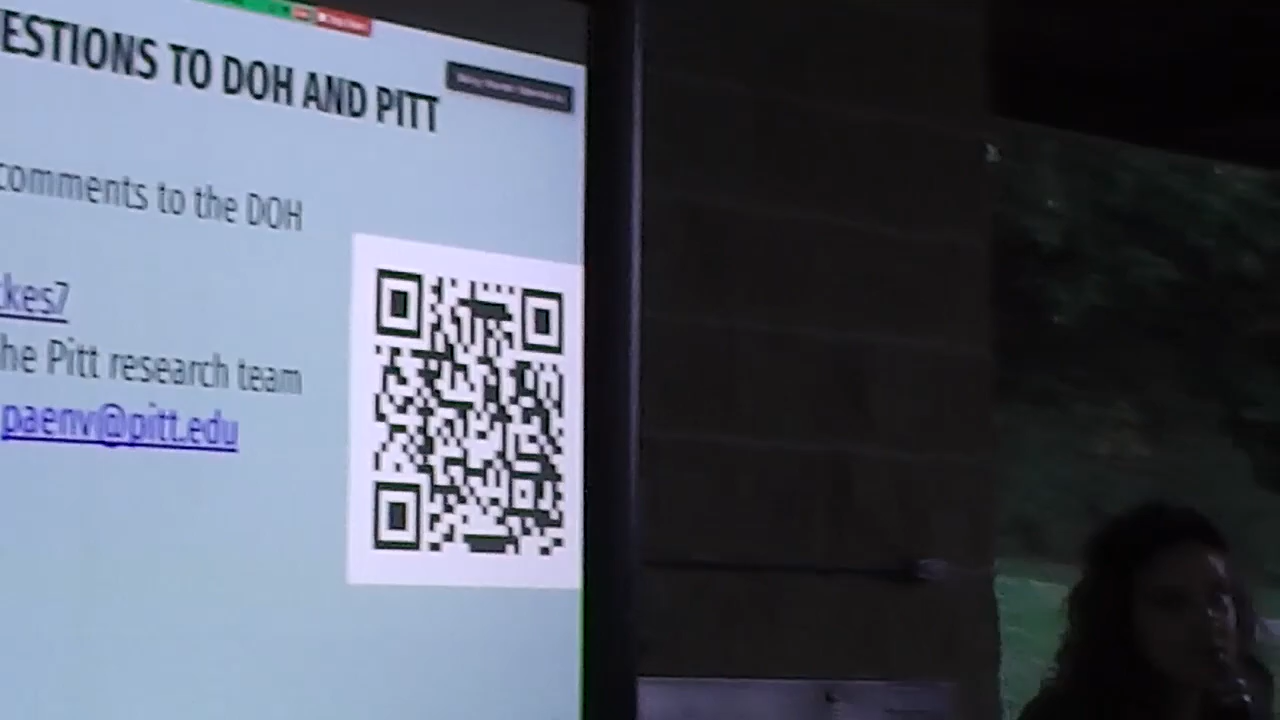 ESTIONS TO DOH AND PITT
comments to the DOH
kes7
he Pitt research team
paenv@pitt.edu